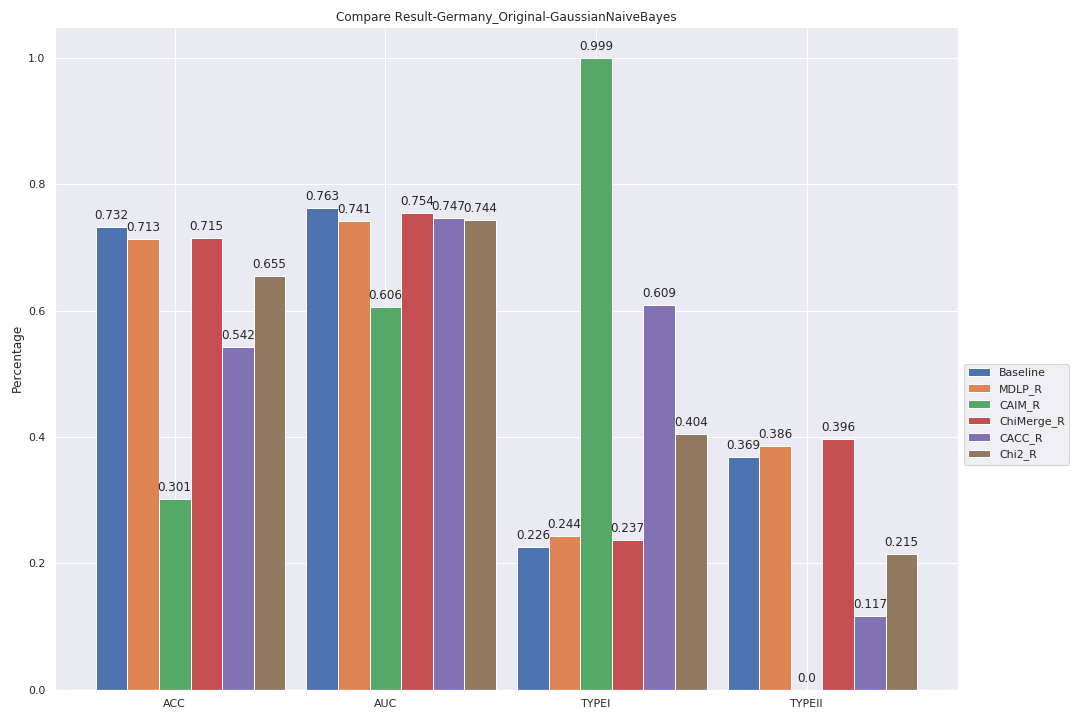 Compare Result-Germany_Original-GaussianNaiveBayes
Percentage
1.0
0.8
0.6
0.4
0.2
0.0
0.732
0.713
0.301
0.715
0.542
0.655
0.763
0.741
0.606
0.754
0.747
0.744
0.226
0.244
0.999
0.237
0.609
0.404
0.369
0.386
0.0
0.396
0.117
0.215
ACC
AUC
TYPEI
TYPEII
Baseline
MDLP_R
CAIM_R
ChiMerge_R
CACC_R
Chi2_R